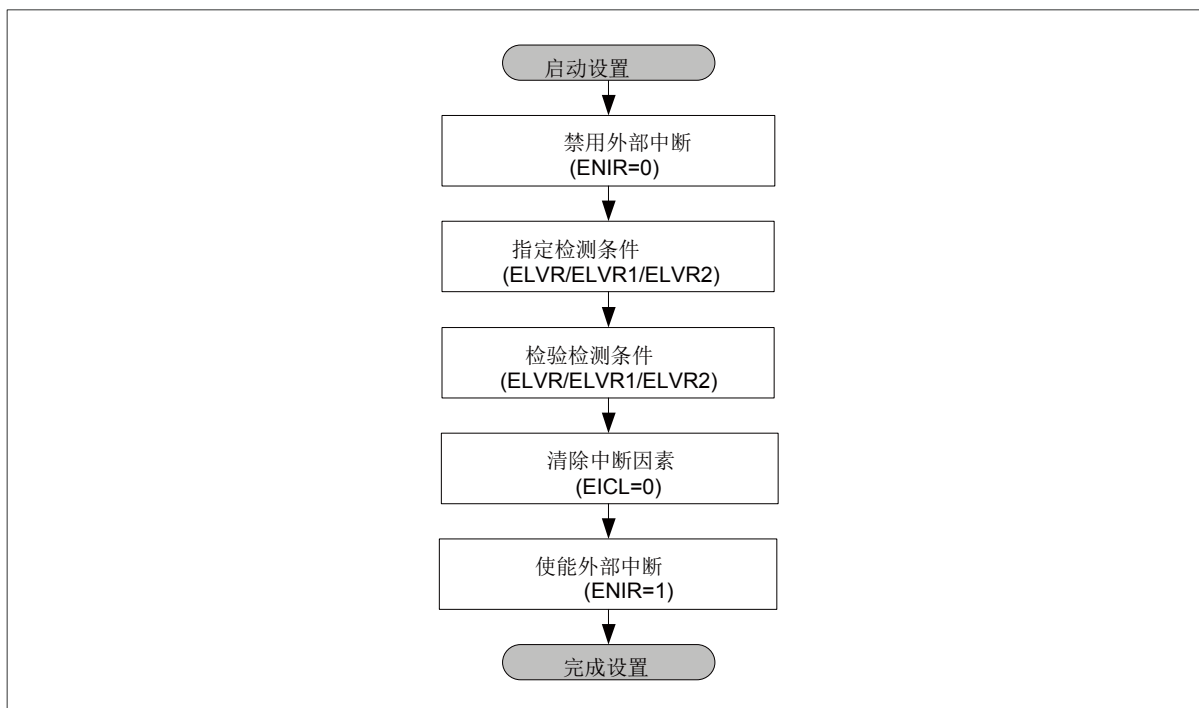 启动设置
禁用外部中断
(ENIR=0)
指定检测条件
(ELVR/ELVR1/ELVR2)
检验检测条件
(ELVR/ELVR1/ELVR2)
清除中断因素
(EICL=0)
使能外部中断
(ENIR=1)
完成设置